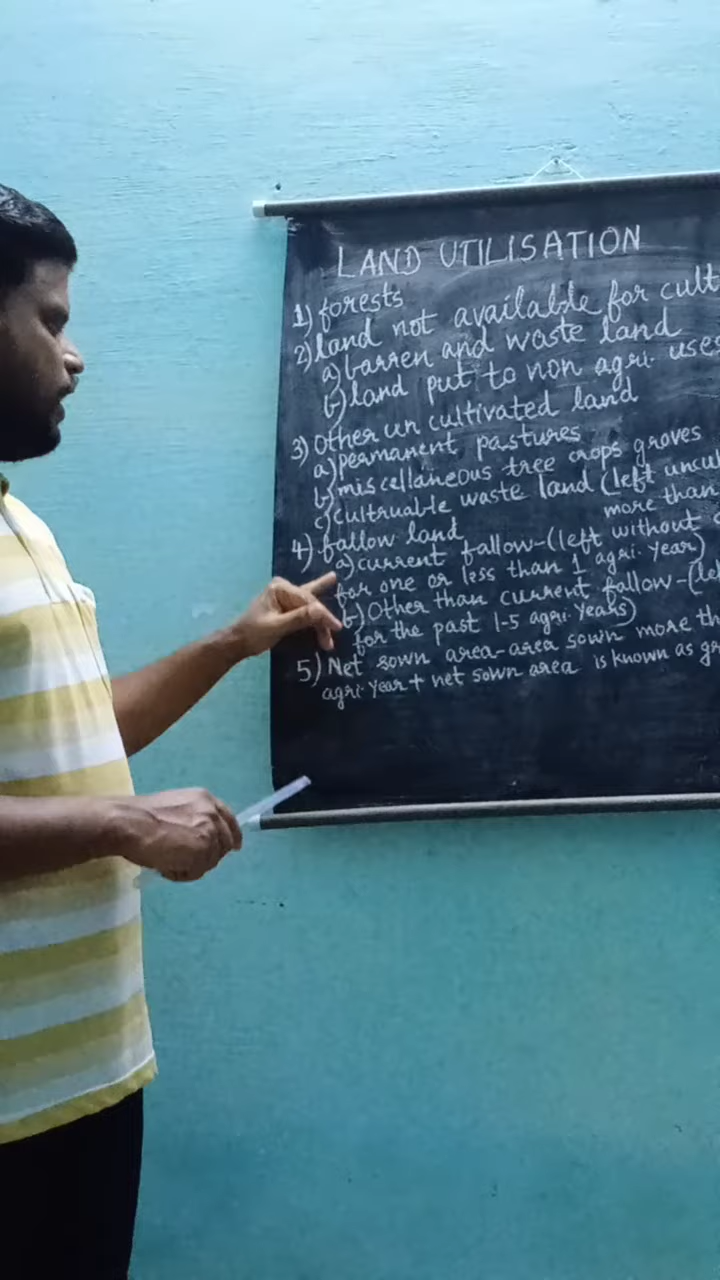 LAND UTILISATION
1) forests
2) land not available for cult
a) barren and waste land
b) land put to non agri. uses
3) Other un cultivated land
a) permanent pastures
b) miscellaneous tree crops groves
c) cultruable waste land (left uncul
more than
4) fallow land
a) current fallow-(left without
for one or less than 1 agri. year)
b) Other than current fallow-(le
for the past 1-5 agri. years)
5) Net sown area-area sown more th
agri. year + net sown area is known as gr